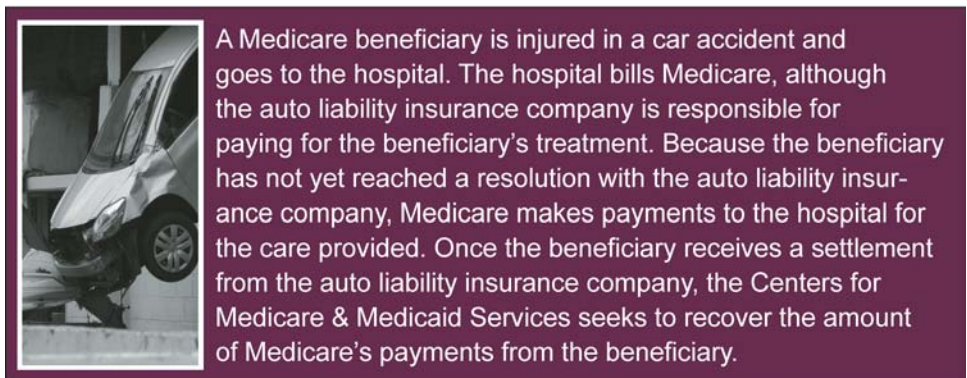 A Medicare beneficiary is injured in a car accident and
goes to the hospital. The hospital bills Medicare, although
the auto liability insurance company is responsible for
paying for the beneficiary's treatment. Because the beneficiary
has not yet reached a resolution with the auto liability insur-
ance company, Medicare makes payments to the hospital for
the care provided. Once the beneficiary receives a settlement
from the auto liability insurance company, the Centers for
Medicare & Medicaid Services seeks to recover the amount
of Medicare's payments from the beneficiary.